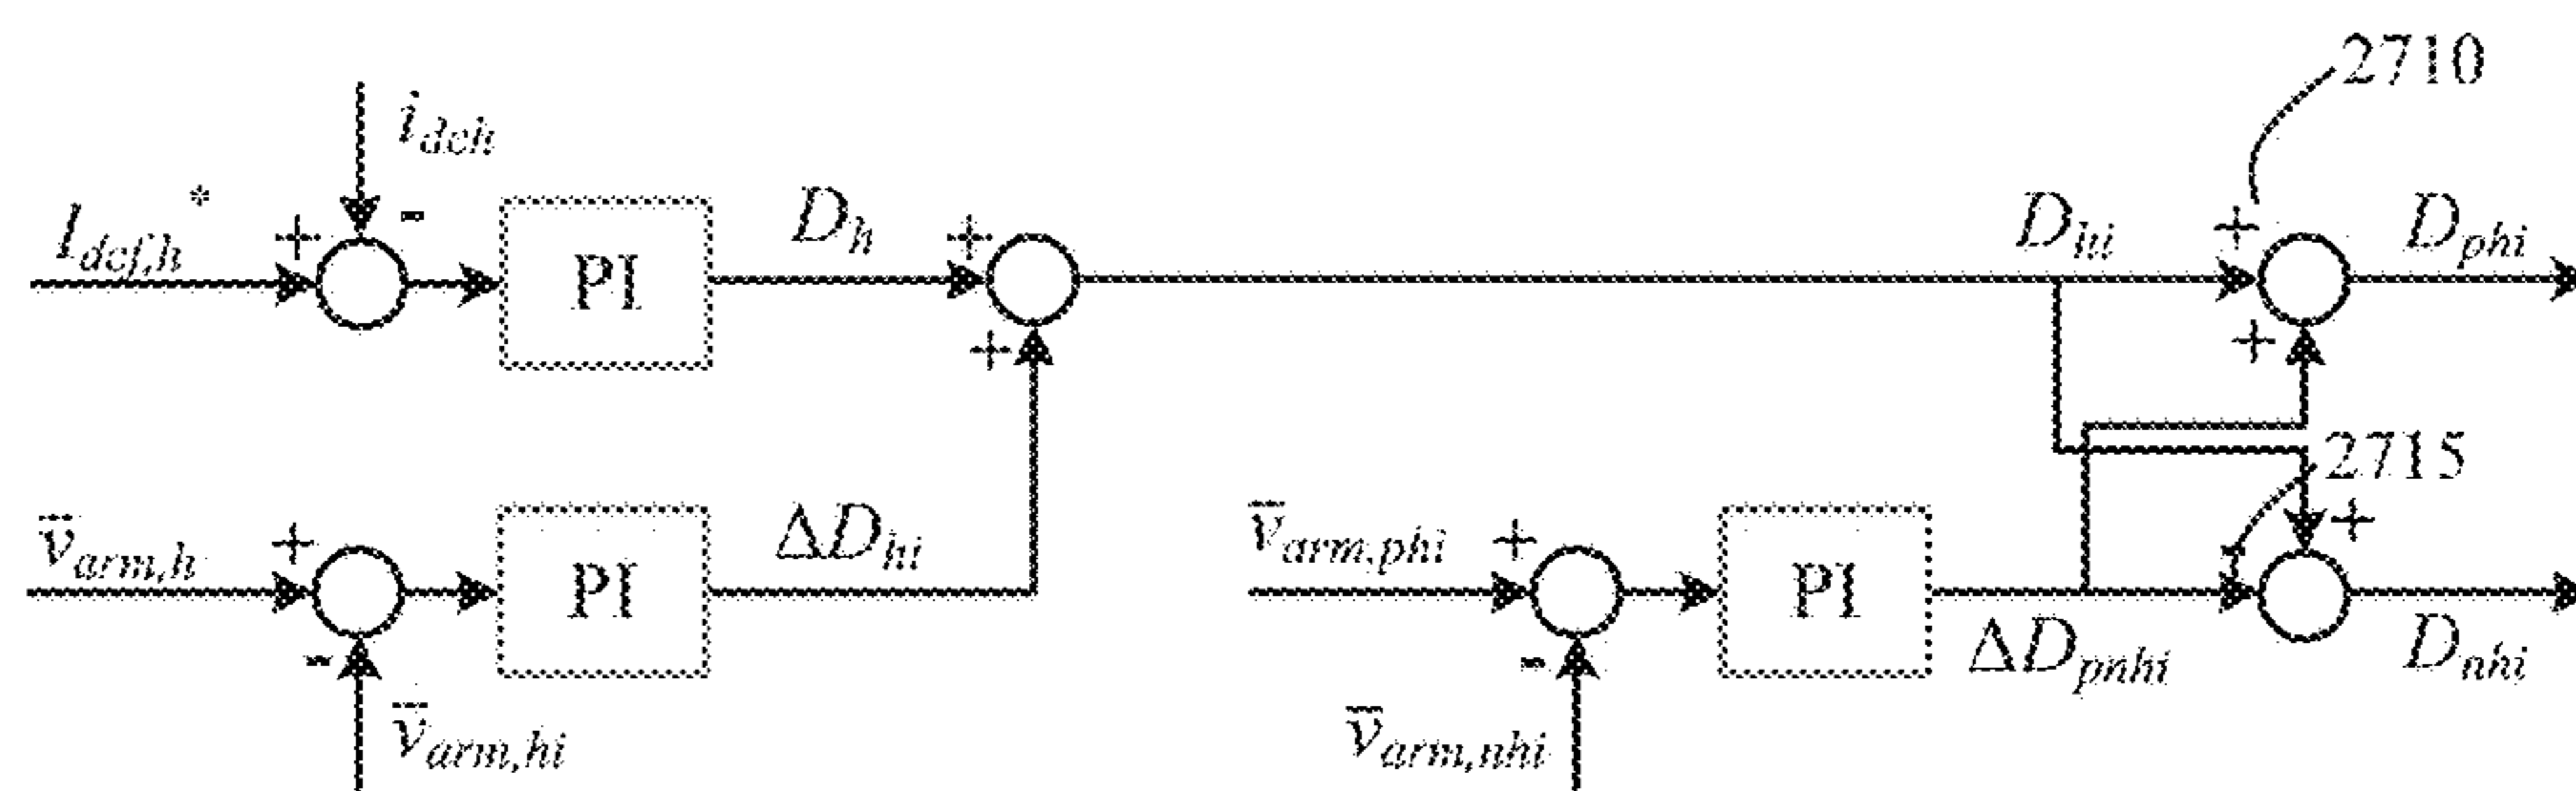 2710
i_dch
I_dcf,h*
+
-
PI
D_h
+
+
D_hi
+
+
D_phi
2715
v̄_arm,h
+
-
PI
ΔD_hi
v̄_arm,hi
v̄_arm,phi
+
-
PI
ΔD_pnhi
v̄_arm,nhi
-
+
D_nhi